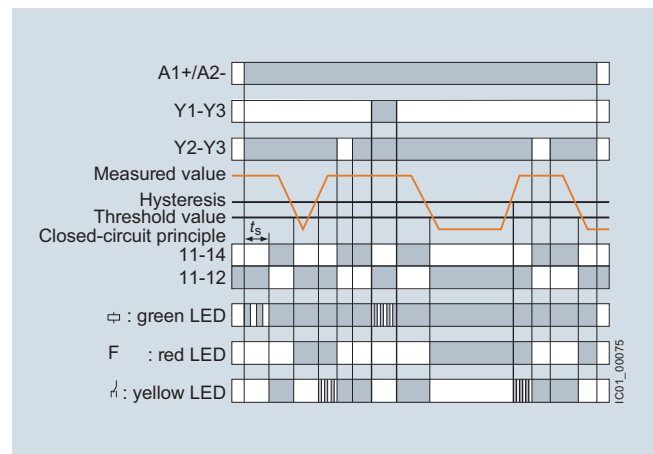 A1+/A2-
Y1-Y3
Y2-Y3
Measured value
Hysteresis
Threshold value
Closed-circuit principle
ts
11-14
11-12
: green LED
F : red LED
: yellow LED
IC01_00075